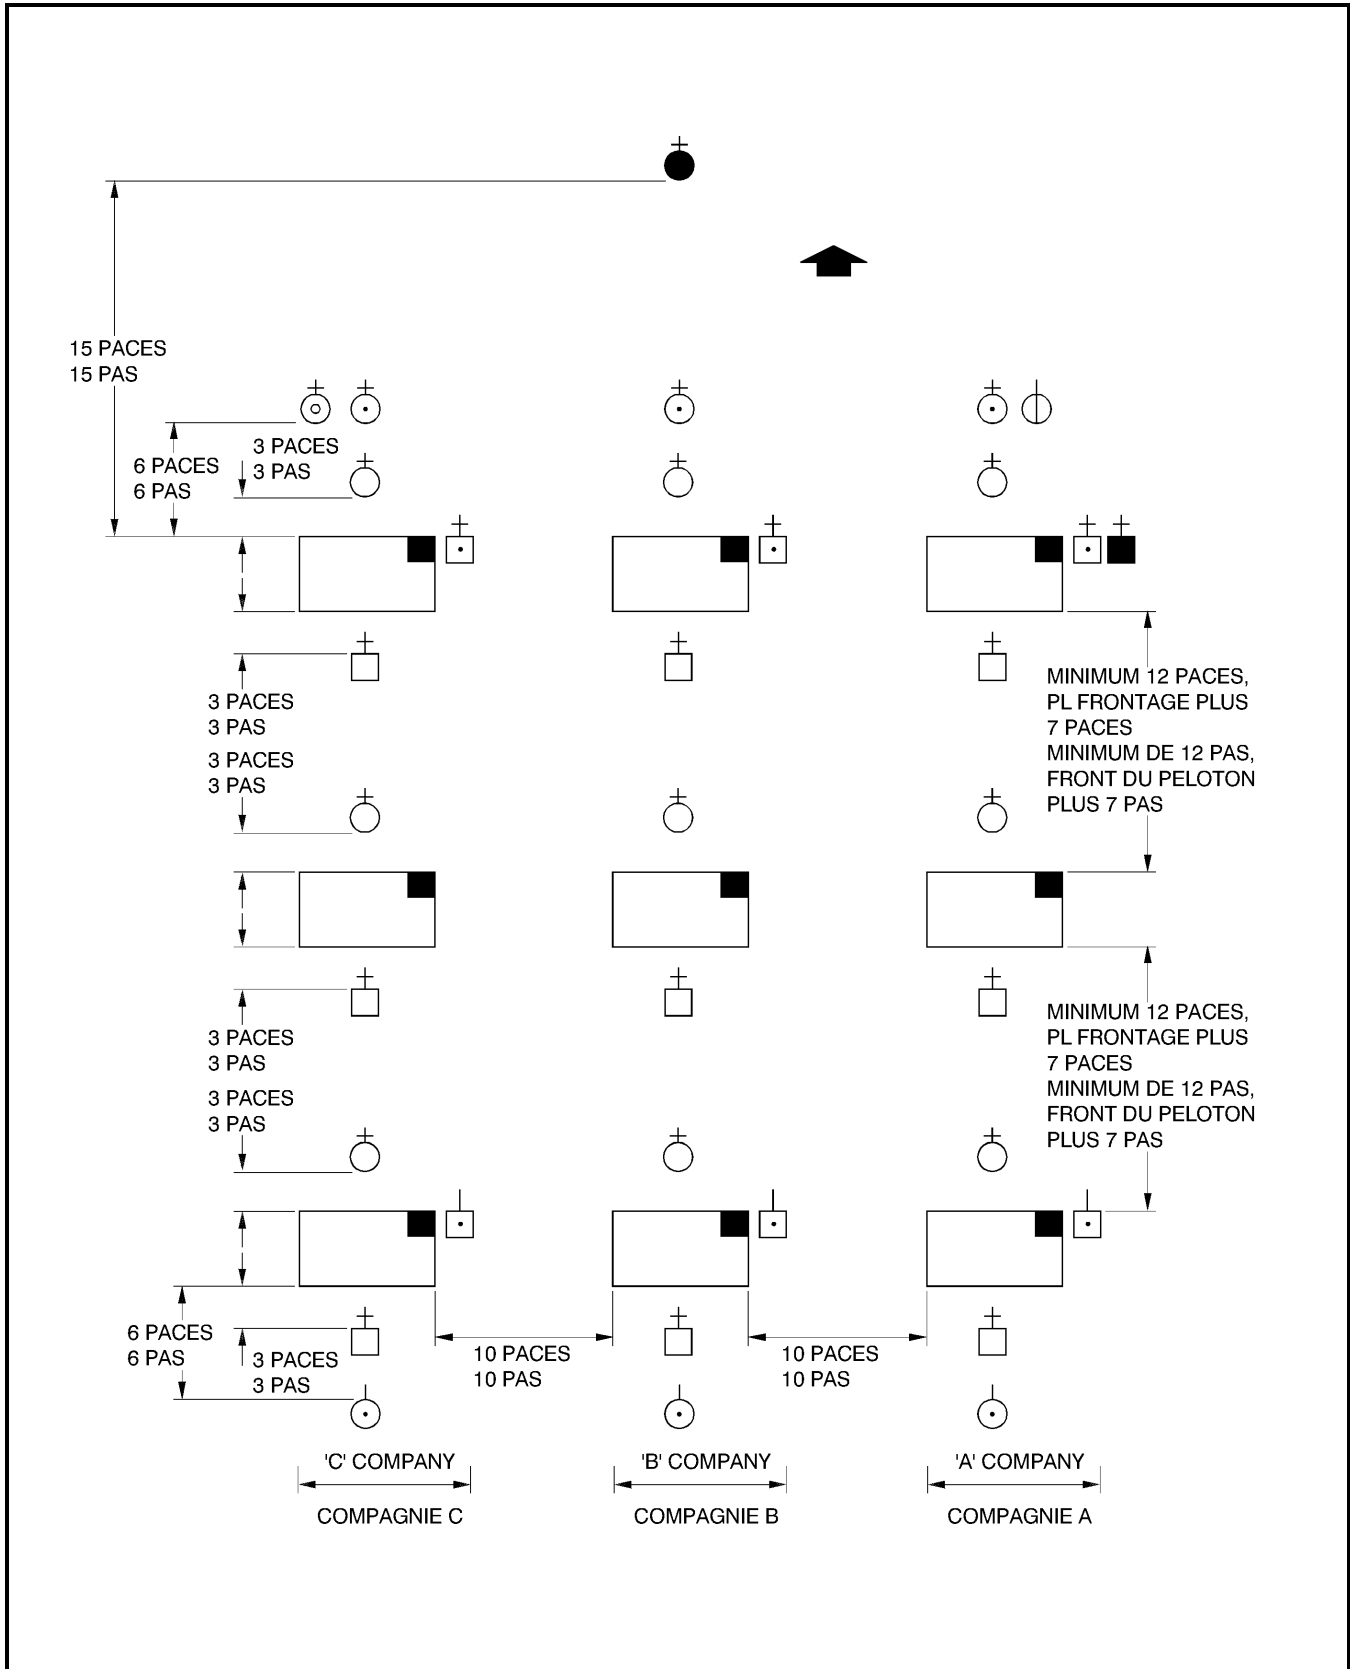 15 PACES
15 PAS
3 PACES
3 PAS
6 PACES
6 PAS
3 PACES
3 PAS
3 PACES
3 PAS
MINIMUM 12 PACES,
PL FRONTAGE PLUS
7 PACES
MINIMUM DE 12 PAS,
FRONT DU PELOTON
PLUS 7 PAS
3 PACES
3 PAS
3 PACES
3 PAS
MINIMUM 12 PACES,
PL FRONTAGE PLUS
7 PACES
MINIMUM DE 12 PAS,
FRONT DU PELOTON
PLUS 7 PAS
6 PACES
6 PAS
3 PACES
3 PAS
10 PACES
10 PAS
10 PACES
10 PAS
'C' COMPANY
COMPAGNIE C
'B' COMPANY
COMPAGNIE B
'A' COMPANY
COMPAGNIE A